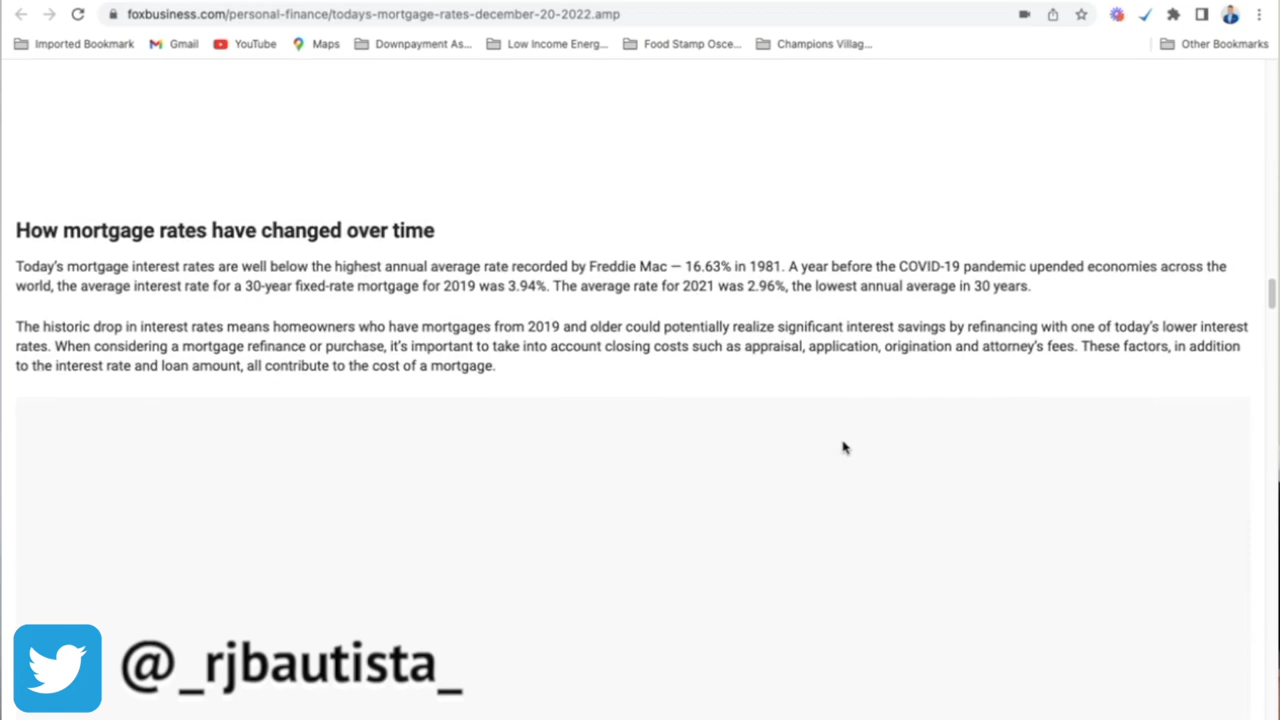 foxbusiness.com/personal-finance/todays-mortgage-rates-december-20-2022.amp
Imported Bookmark Gmail YouTube Maps Downpayment As... Low Income Energ... Food Stamp Osce... Champions Villag... Other Bookmarks
How mortgage rates have changed over time
Today's mortgage interest rates are well below the highest annual average rate recorded by Freddie Mac — 16.63% in 1981. A year before the COVID-19 pandemic upended economies across the
world, the average interest rate for a 30-year fixed-rate mortgage for 2019 was 3.94%. The average rate for 2021 was 2.96%, the lowest annual average in 30 years.
The historic drop in interest rates means homeowners who have mortgages from 2019 and older could potentially realize significant interest savings by refinancing with one of today's lower interest
rates. When considering a mortgage refinance or purchase, it's important to take into account closing costs such as appraisal, application, origination and attorney's fees. These factors, in addition
to the interest rate and loan amount, all contribute to the cost of a mortgage.
@_rjbautista_